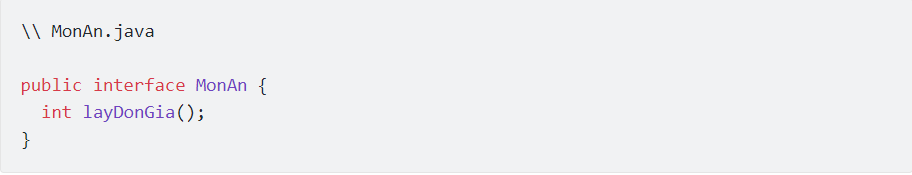 \\ MonAn.java
public interface MonAn {
int layDonGia();
}